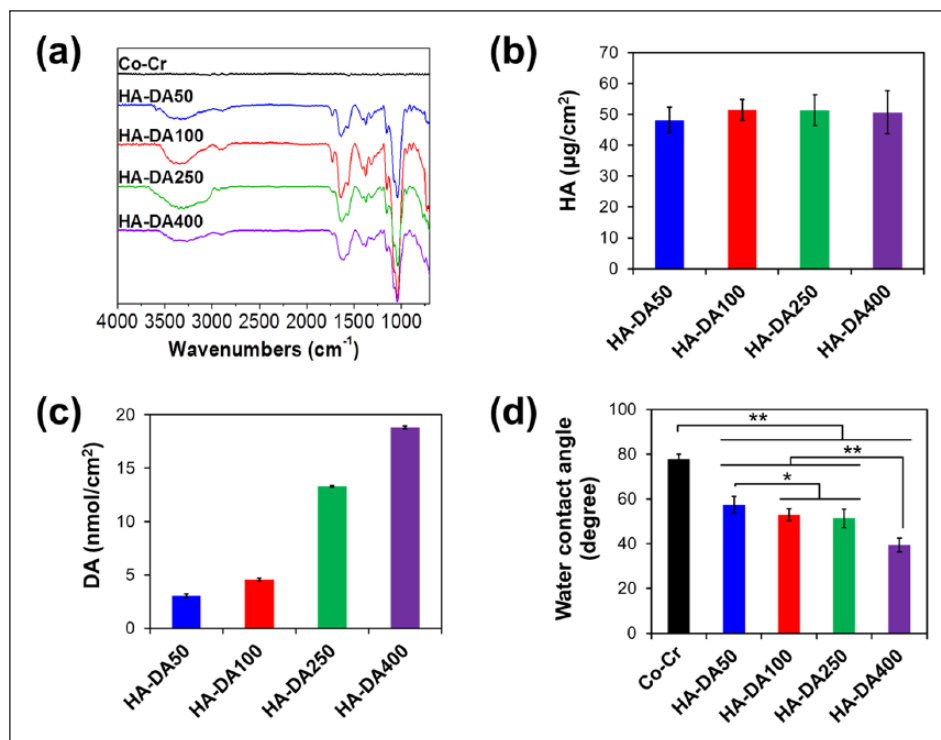 (a)
Co-Cr
HA-DA50
HA-DA100
HA-DA250
HA-DA400
4000 3500 3000 2500 2000 1500 1000
Wavenumbers (cm⁻¹)
(b)
HA (µg/cm²)
70
60
50
40
30
20
10
0
HA-DA50
HA-DA100
HA-DA250
HA-DA400
(c)
DA (nmol/cm²)
20
15
10
5
0
HA-DA50
HA-DA100
HA-DA250
HA-DA400
(d)
Water contact angle
(degree)
100
80
60
40
20
0
**
**
*
Co-Cr
HA-DA50
HA-DA100
HA-DA250
HA-DA400